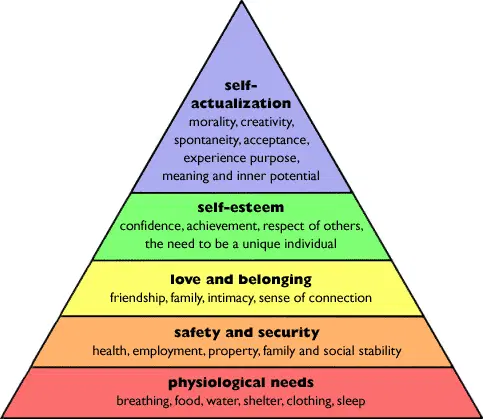 self-
actualization
morality, creativity,
spontaneity, acceptance,
experience purpose,
meaning and inner potential
self-esteem
confidence, achievement, respect of others,
the need to be a unique individual
love and belonging
friendship, family, intimacy, sense of connection
safety and security
health, employment, property, family and social stability
physiological needs
breathing, food, water, shelter, clothing, sleep